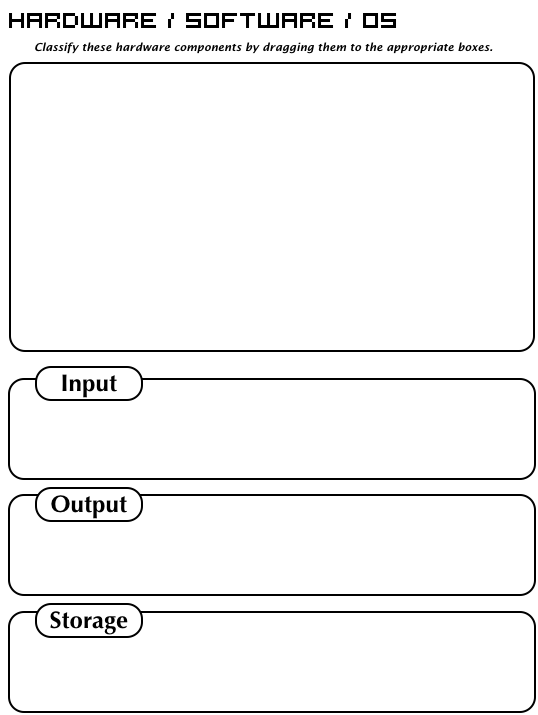 HARDWARE / SOFTWARE / OS
Classify these hardware components by dragging them to the appropriate boxes.
Input
Output
Storage